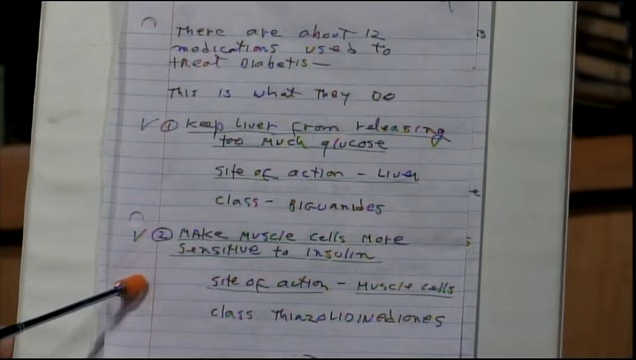 There are about 12
medications used to
treat Diabetis—
This is what They Do
✓ ① Keep Liver from releasing
too Much glucose
Site of action - Liver
class - BIGUANIDES
✓ ② MAKE MUSCLE CELLS MORE
Sensitive to insulin
Site of action - Muscle cells
class THIAZOLIDINEDIONES